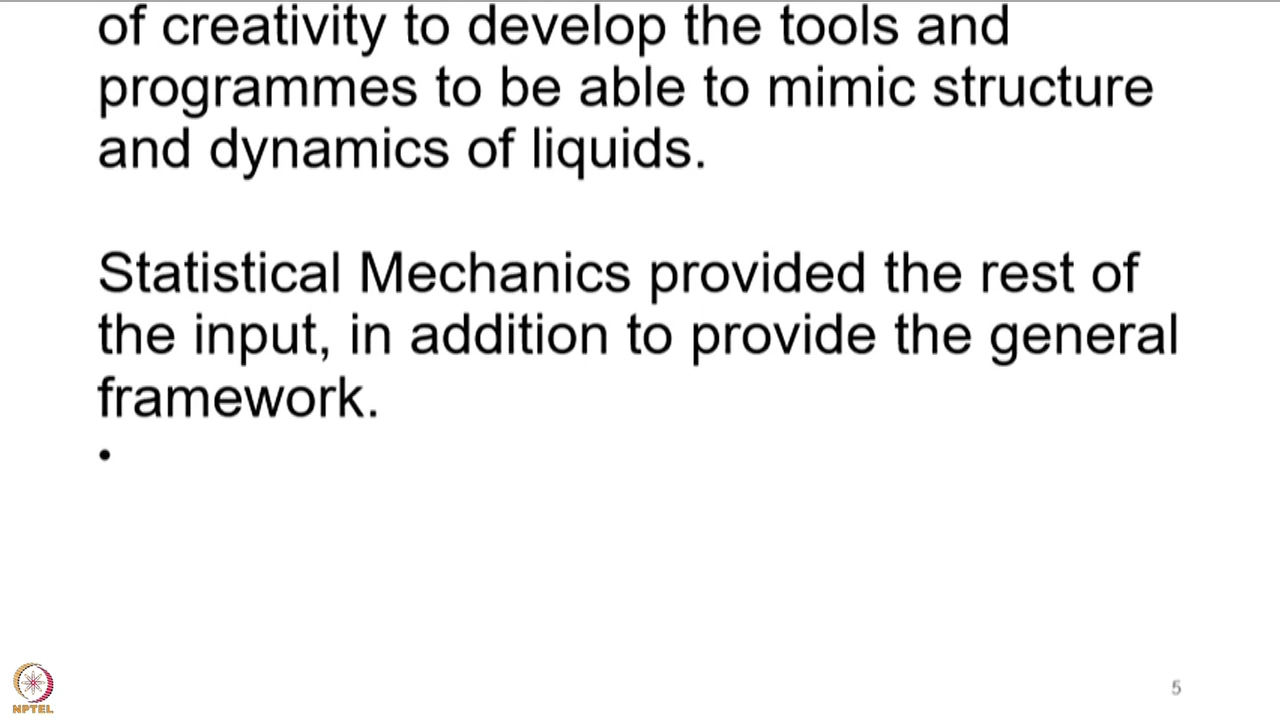 of creativity to develop the tools and
programmes to be able to mimic structure
and dynamics of liquids.
Statistical Mechanics provided the rest of
the input, in addition to provide the general
framework.
•
NPTEL
5